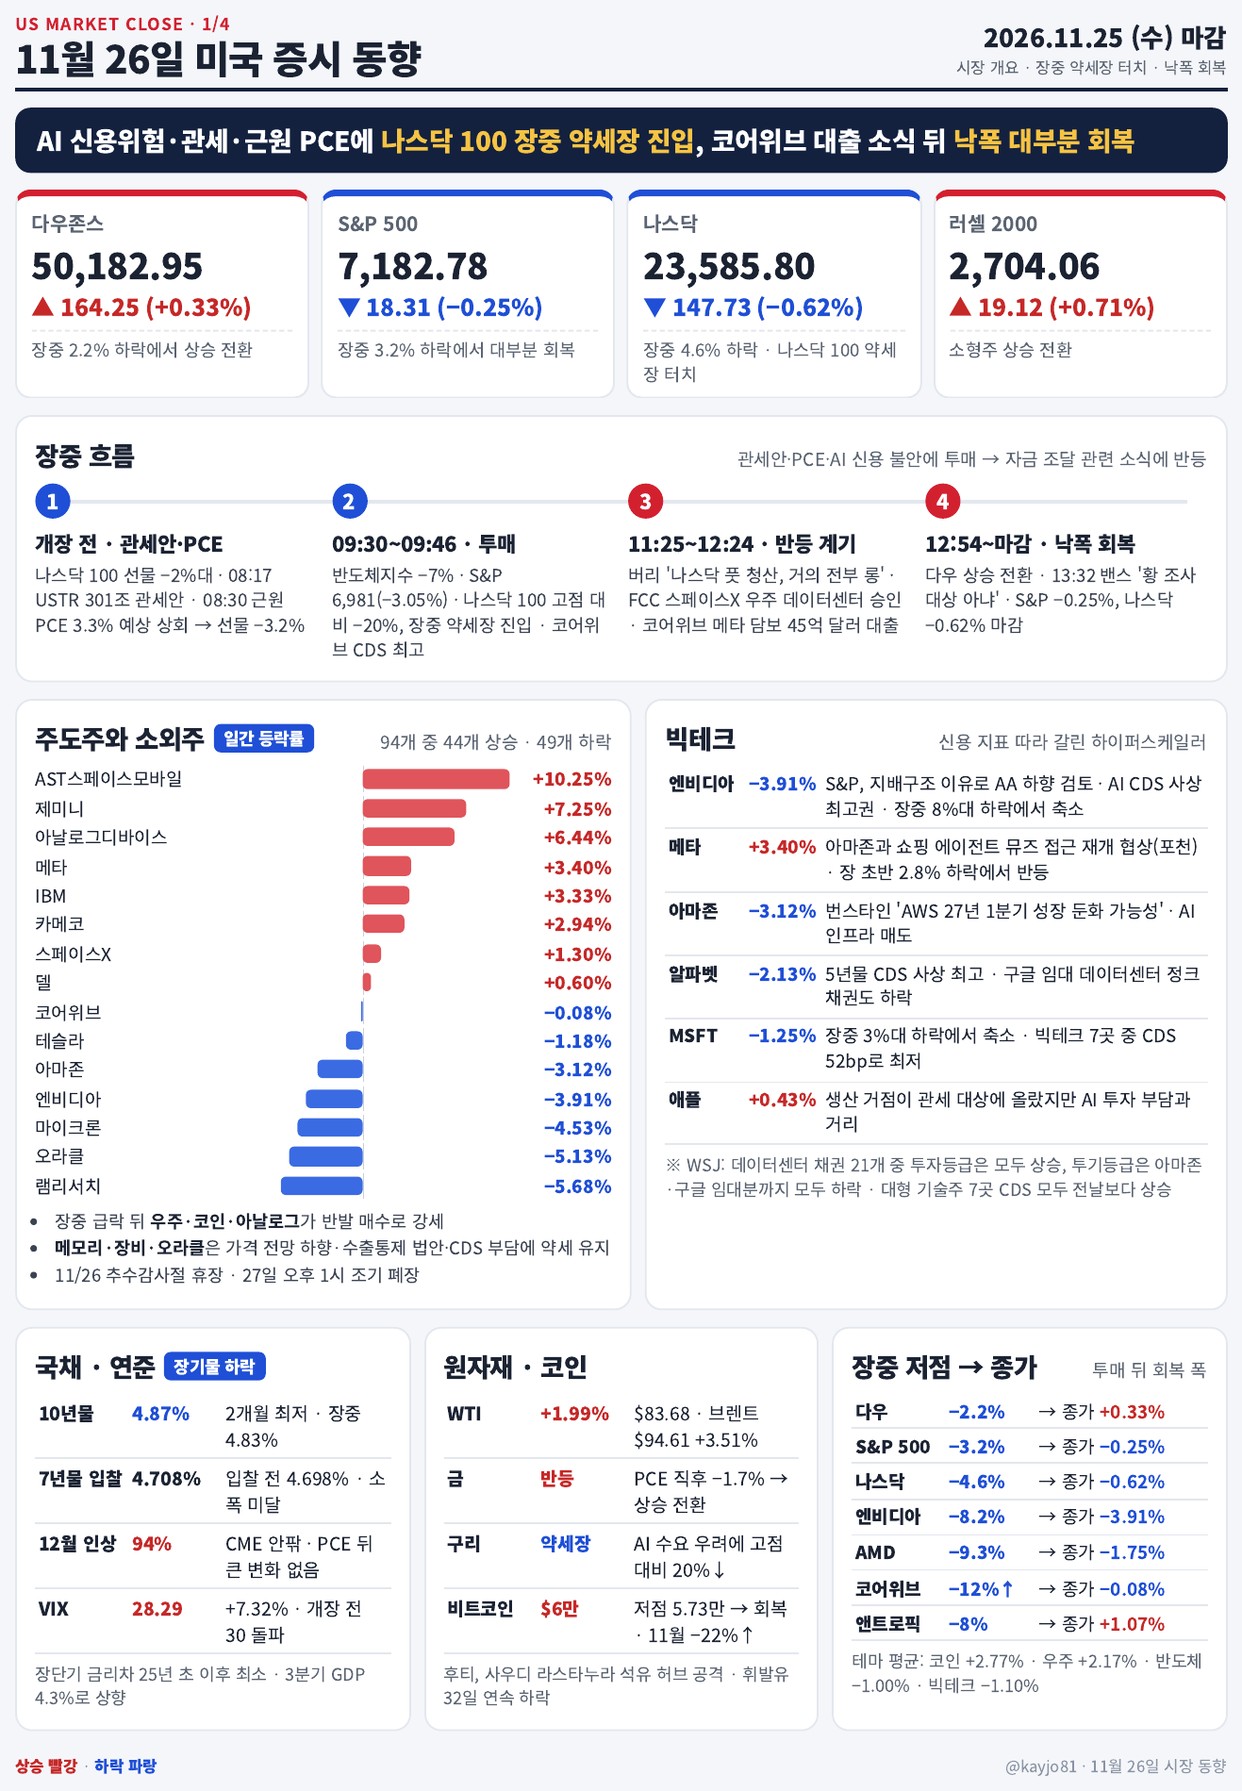 US MARKET CLOSE · 1/4
11월 26일 미국 증시 동향
2026.11.25 (수) 마감
시장 개요 · 장중 약세장 터치 · 낙폭 회복
AI 신용위험·관세·근원 PCE에 나스닥 100 장중 약세장 진입, 코어위브 대출 소식 뒤 낙폭 대부분 회복
다우존스
50,182.95
▲ 164.25 (+0.33%)
장중 2.2% 하락에서 상승 전환
S&P 500
7,182.78
▼ 18.31 (−0.25%)
장중 3.2% 하락에서 대부분 회복
나스닥
23,585.80
▼ 147.73 (−0.62%)
장중 4.6% 하락 · 나스닥 100 약세
장 터치
러셀 2000
2,704.06
▲ 19.12 (+0.71%)
소형주 상승 전환
장중 흐름
관세안·PCE·AI 신용 불안에 투매 → 자금 조달 관련 소식에 반등
1
개장 전 · 관세안·PCE
나스닥 100 선물 −2%대 · 08:17
USTR 301조 관세안 · 08:30 근원
PCE 3.3% 예상 상회 → 선물 −3.2%
2
09:30~09:46 · 투매
반도체지수 −7% · S&P
6,981(−3.05%) · 나스닥 100 고점 대
비 −20%, 장중 약세장 진입 · 코어위
브 CDS 최고
3
11:25~12:24 · 반등 계기
버리 '나스닥 풋 청산, 거의 전부 롱' ·
FCC 스페이스X 우주 데이터센터 승인
· 코어위브 메타 담보 45억 달러 대출
4
12:54~마감 · 낙폭 회복
다우 상승 전환 · 13:32 밴스 '황 조사
대상 아냐' · S&P −0.25%, 나스닥
−0.62% 마감
주도주와 소외주 일간 등락률
94개 중 44개 상승 · 49개 하락
AST스페이스모바일 +10.25%
제미니 +7.25%
아날로그디바이스 +6.44%
메타 +3.40%
IBM +3.33%
카메코 +2.94%
스페이스X +1.30%
델 +0.60%
코어위브 −0.08%
테슬라 −1.18%
아마존 −3.12%
엔비디아 −3.91%
마이크론 −4.53%
오라클 −5.13%
램리서치 −5.68%
• 장중 급락 뒤 우주·코인·아날로그가 반발 매수로 강세
• 메모리·장비·오라클은 가격 전망 하향·수출통제 법안·CDS 부담에 약세 유지
• 11/26 추수감사절 휴장 · 27일 오후 1시 조기 폐장
빅테크
신용 지표 따라 갈린 하이퍼스케일러
엔비디아 −3.91% S&P, 지배구조 이유로 AA 하향 검토 · AI CDS 사상
최고권 · 장중 8%대 하락에서 축소
메타 +3.40% 아마존과 쇼핑 에이전트 뮤즈 접근 재개 협상(포천)
· 장 초반 2.8% 하락에서 반등
아마존 −3.12% 번스타인 'AWS 27년 1분기 성장 둔화 가능성' · AI
인프라 매도
알파벳 −2.13% 5년물 CDS 사상 최고 · 구글 임대 데이터센터 정크
채권도 하락
MSFT −1.25% 장중 3%대 하락에서 축소 · 빅테크 7곳 중 CDS
52bp로 최저
애플 +0.43% 생산 거점이 관세 대상에 올랐지만 AI 투자 부담과
거리
※ WSJ: 데이터센터 채권 21개 중 투자등급은 모두 상승, 투기등급은 아마존
·구글 임대분까지 모두 하락 · 대형 기술주 7곳 CDS 모두 전날보다 상승
국채 · 연준 장기물 하락
10년물 4.87% 2개월 최저 · 장중
4.83%
7년물 입찰 4.708% 입찰 전 4.698% · 소
폭 미달
12월 인상 94% CME 안팎 · PCE 뒤
큰 변화 없음
VIX 28.29 +7.32% · 개장 전
30 돌파
장단기 금리차 25년 초 이후 최소 · 3분기 GDP
4.3%로 상향
원자재 · 코인
WTI +1.99% $83.68 · 브렌트
$94.61 +3.51%
금 반등 PCE 직후 −1.7% →
상승 전환
구리 약세장 AI 수요 우려에 고점
대비 20%↓
비트코인 $6만 저점 5.73만 → 회복
· 11월 −22%↑
후티, 사우디 라스타누라 석유 허브 공격 · 휘발유
32일 연속 하락
장중 저점 → 종가
투매 뒤 회복 폭
다우 −2.2% → 종가 +0.33%
S&P 500 −3.2% → 종가 −0.25%
나스닥 −4.6% → 종가 −0.62%
엔비디아 −8.2% → 종가 −3.91%
AMD −9.3% → 종가 −1.75%
코어위브 −12%↑ → 종가 −0.08%
앤트로픽 −8% → 종가 +1.07%
테마 평균: 코인 +2.77% · 우주 +2.17% · 반도체
−1.00% · 빅테크 −1.10%
상승 빨강 · 하락 파랑
@kayjo81 · 11월 26일 시장 동향